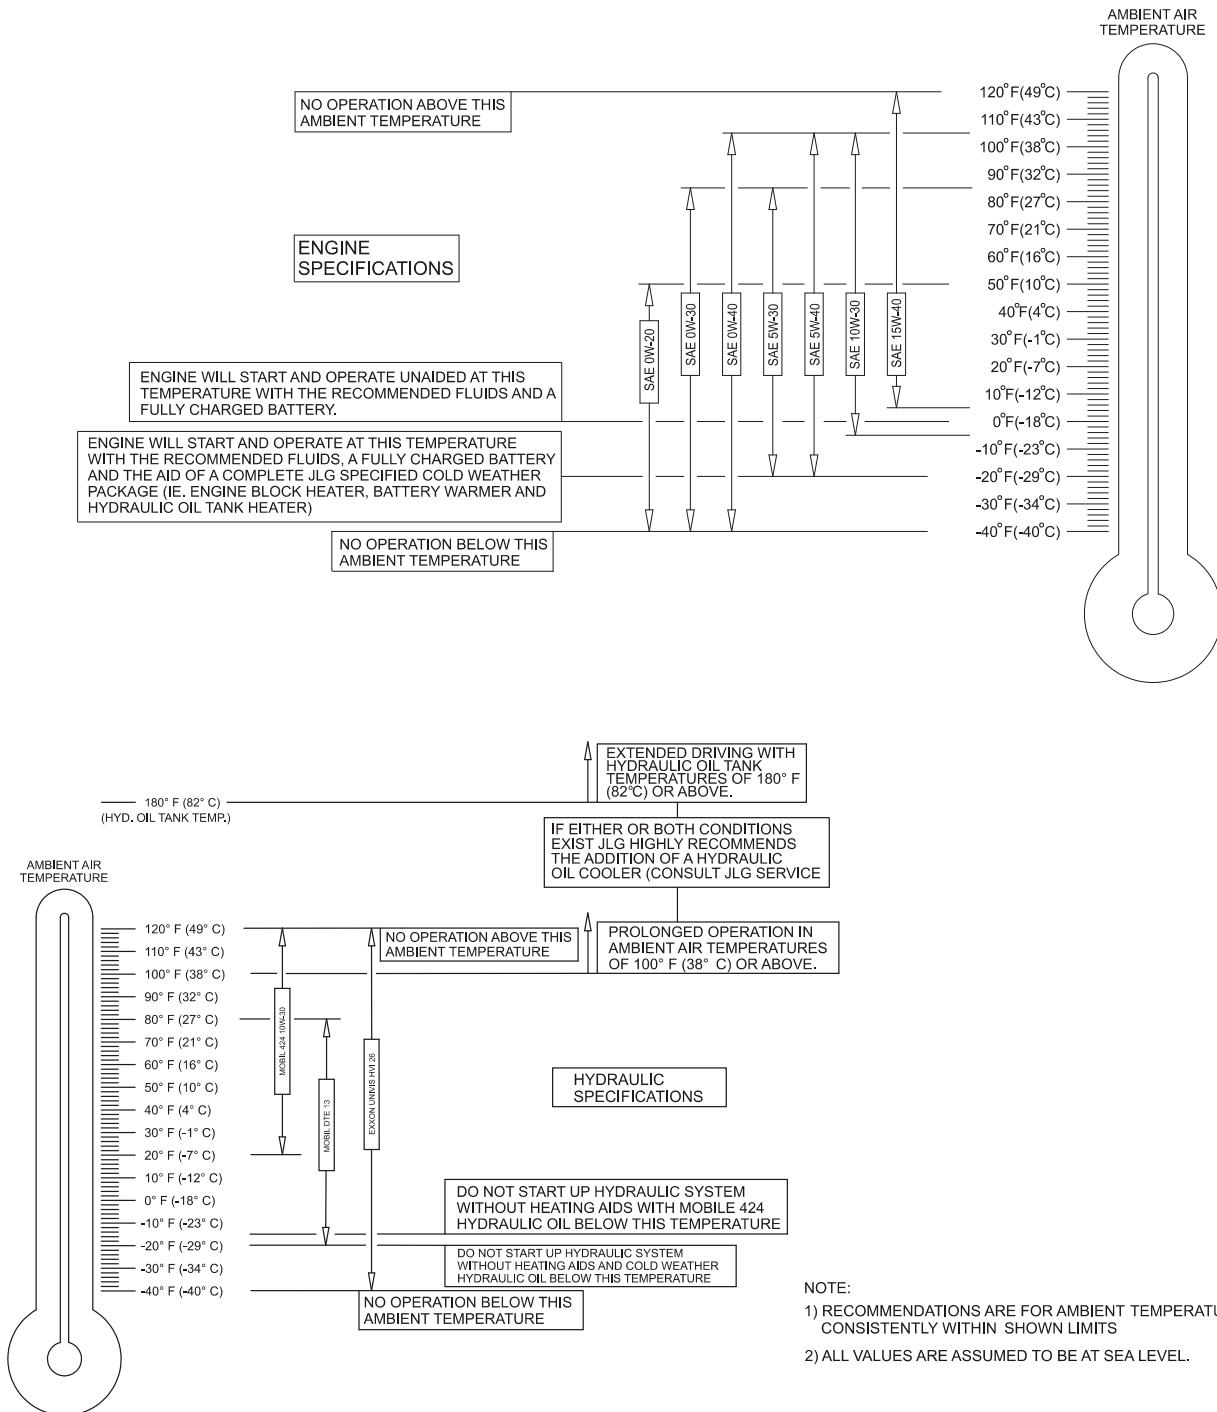 AMBIENT AIR
TEMPERATURE
120°F(49°C)
110°F(43°C)
100°F(38°C)
90°F(32°C)
80°F(27°C)
70°F(21°C)
60°F(16°C)
50°F(10°C)
40°F(4°C)
30°F(-1°C)
20°F(-7°C)
10°F(-12°C)
0°F(-18°C)
-10°F(-23°C)
-20°F(-29°C)
-30°F(-34°C)
-40°F(-40°C)
NO OPERATION ABOVE THIS
AMBIENT TEMPERATURE
ENGINE
SPECIFICATIONS
SAE 0W-20
SAE 0W-30
SAE 0W-40
SAE 5W-30
SAE 5W-40
SAE 10W-30
SAE 15W-40
ENGINE WILL START AND OPERATE UNAIDED AT THIS
TEMPERATURE WITH THE RECOMMENDED FLUIDS AND A
FULLY CHARGED BATTERY.
ENGINE WILL START AND OPERATE AT THIS TEMPERATURE
WITH THE RECOMMENDED FLUIDS, A FULLY CHARGED BATTERY
AND THE AID OF A COMPLETE JLG SPECIFIED COLD WEATHER
PACKAGE (IE. ENGINE BLOCK HEATER, BATTERY WARMER AND
HYDRAULIC OIL TANK HEATER)
NO OPERATION BELOW THIS
AMBIENT TEMPERATURE
EXTENDED DRIVING WITH
HYDRAULIC OIL TANK
TEMPERATURES OF 180° F
(82°C) OR ABOVE.
180° F (82° C)
(HYD. OIL TANK TEMP.)
IF EITHER OR BOTH CONDITIONS
EXIST JLG HIGHLY RECOMMENDS
THE ADDITION OF A HYDRAULIC
OIL COOLER (CONSULT JLG SERVICE
AMBIENT AIR
TEMPERATURE
120° F (49° C)
110° F (43° C)
100° F (38° C)
90° F (32° C)
80° F (27° C)
70° F (21° C)
60° F (16° C)
50° F (10° C)
40° F (4° C)
30° F (-1° C)
20° F (-7° C)
10° F (-12° C)
0° F (-18° C)
-10° F (-23° C)
-20° F (-29° C)
-30° F (-34° C)
-40° F (-40° C)
NO OPERATION ABOVE THIS
AMBIENT TEMPERATURE
PROLONGED OPERATION IN
AMBIENT AIR TEMPERATURES
OF 100° F (38° C) OR ABOVE.
MOBIL 424 10W-30
MOBIL DTE 13
EXXON UNIVIS HVI 26
HYDRAULIC
SPECIFICATIONS
DO NOT START UP HYDRAULIC SYSTEM
WITHOUT HEATING AIDS WITH MOBILE 424
HYDRAULIC OIL BELOW THIS TEMPERATURE
DO NOT START UP HYDRAULIC SYSTEM
WITHOUT HEATING AIDS AND COLD WEATHER
HYDRAULIC OIL BELOW THIS TEMPERATURE
NO OPERATION BELOW THIS
AMBIENT TEMPERATURE
NOTE:
1) RECOMMENDATIONS ARE FOR AMBIENT TEMPERATU
CONSISTENTLY WITHIN SHOWN LIMITS
2) ALL VALUES ARE ASSUMED TO BE AT SEA LEVEL.